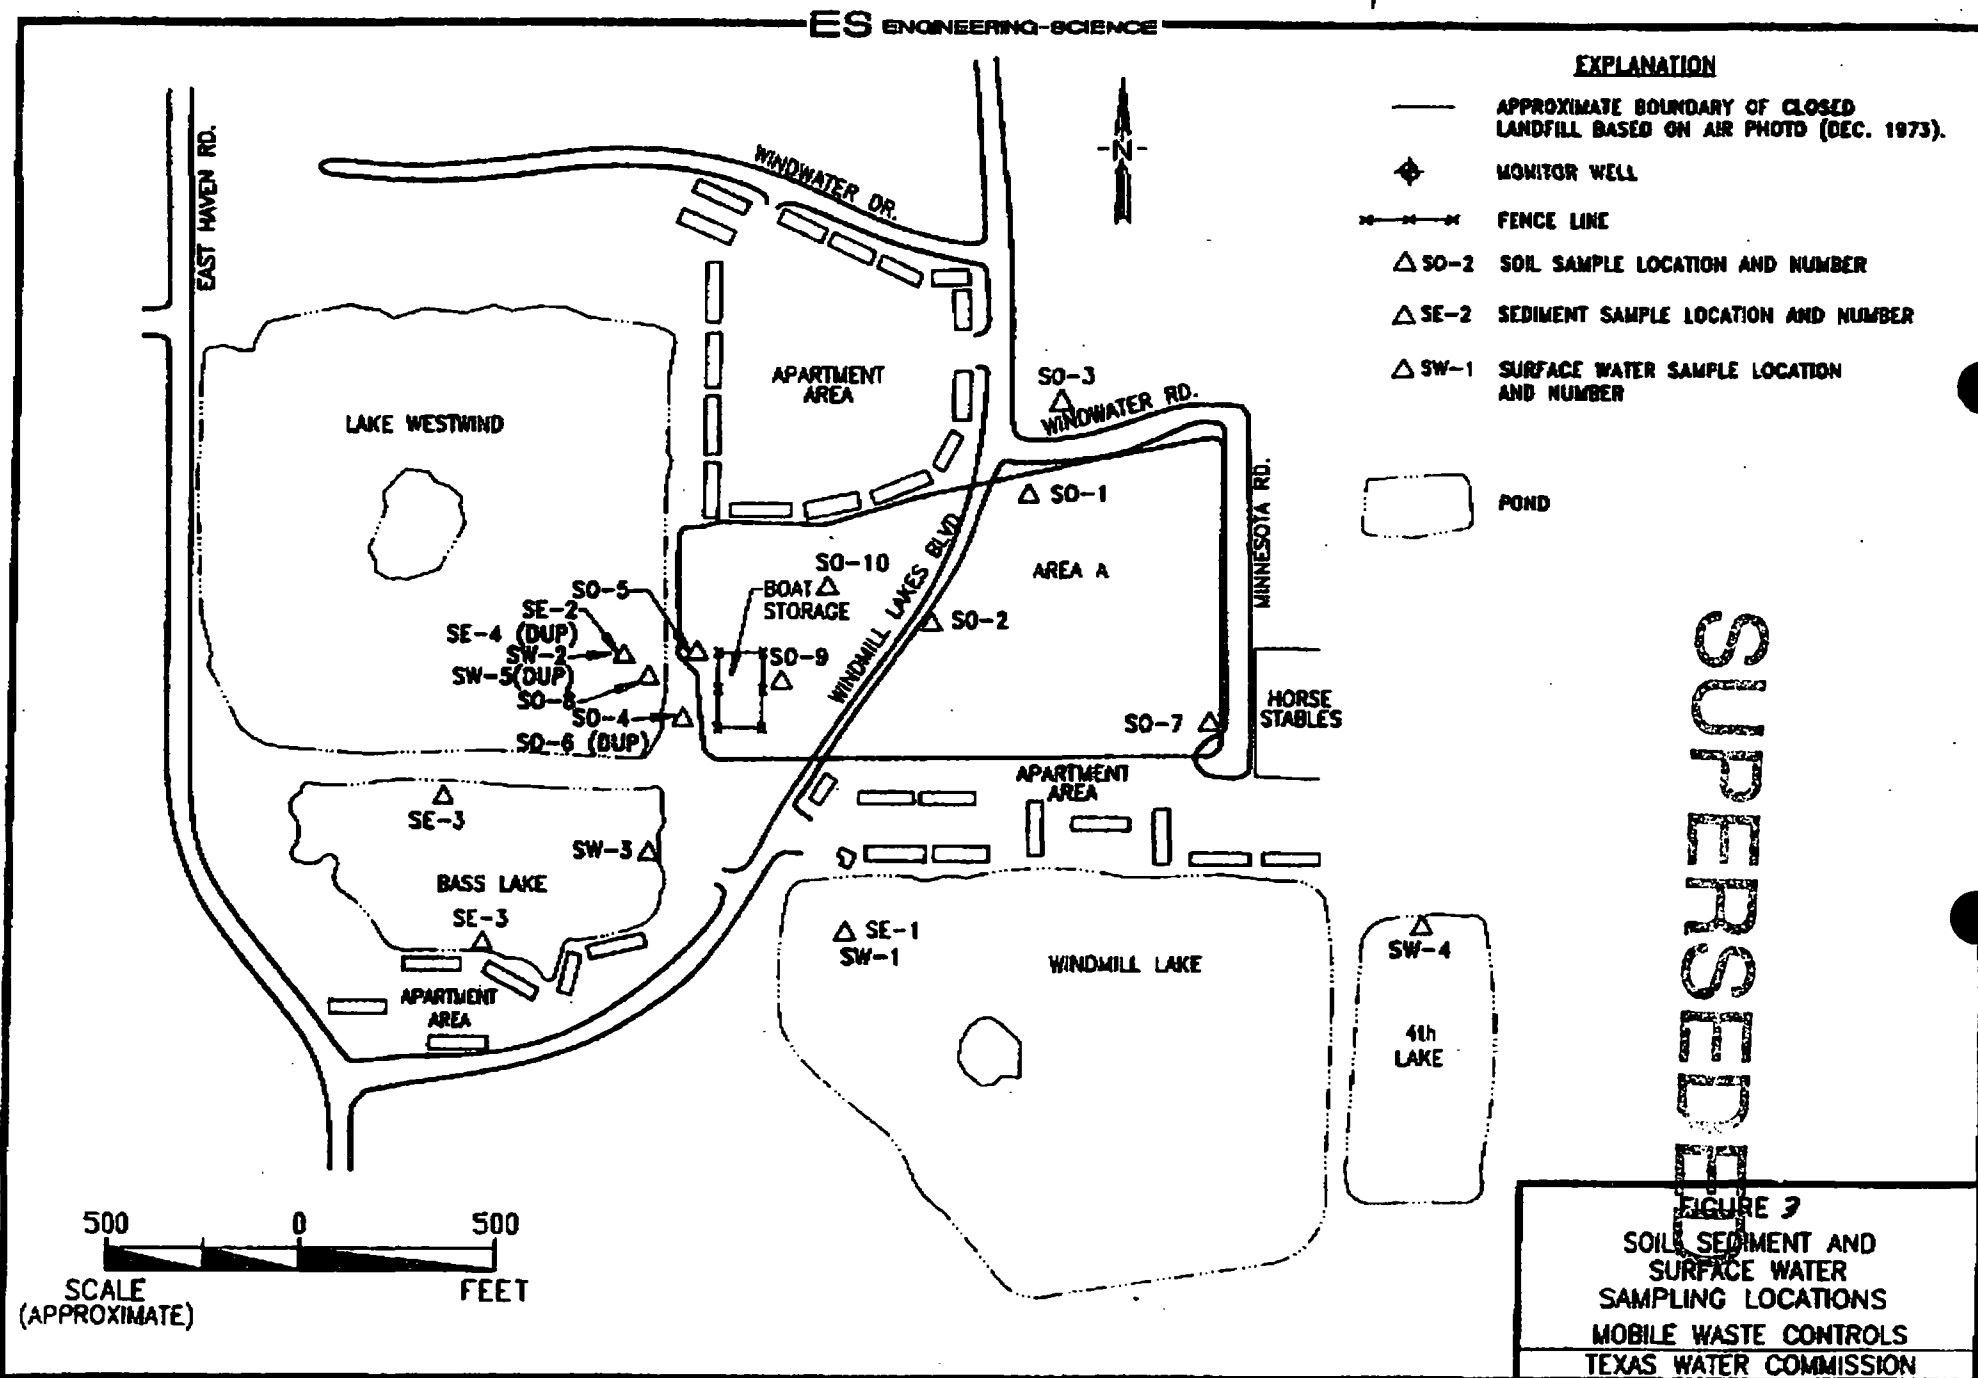 ES ENGINEERING-SCIENCE
EXPLANATION
APPROXIMATE BOUNDARY OF CLOSED
LANDFILL BASED ON AIR PHOTO (DEC. 1973).
MONITOR WELL
FENCE LINE
SO-2 SOIL SAMPLE LOCATION AND NUMBER
SE-2 SEDIMENT SAMPLE LOCATION AND NUMBER
SW-1 SURFACE WATER SAMPLE LOCATION
AND NUMBER
POND
N
EAST HAVEN RD.
WINDWATER DR.
APARTMENT
AREA
LAKE WESTWIND
SO-3
WINDWATER RD.
SO-1
MINNESOTA RD.
AREA A
WINDMILL LAKES BLVD.
SO-10
BOAT
STORAGE
SO-5
SE-2
SE-4 (DUP)
SW-2
SW-5(DUP)
SO-8
SO-4
SO-6 (DUP)
SO-9
SO-2
SO-7
HORSE
STABLES
APARTMENT
AREA
SE-3
SW-3
BASS LAKE
SE-3
APARTMENT
AREA
SE-1
SW-1
WINDMILL LAKE
SW-4
4th
LAKE
SUPERSEDED
500 0 500
SCALE FEET
(APPROXIMATE)
FIGURE 3
SOIL SEDIMENT AND
SURFACE WATER
SAMPLING LOCATIONS
MOBILE WASTE CONTROLS
TEXAS WATER COMMISSION